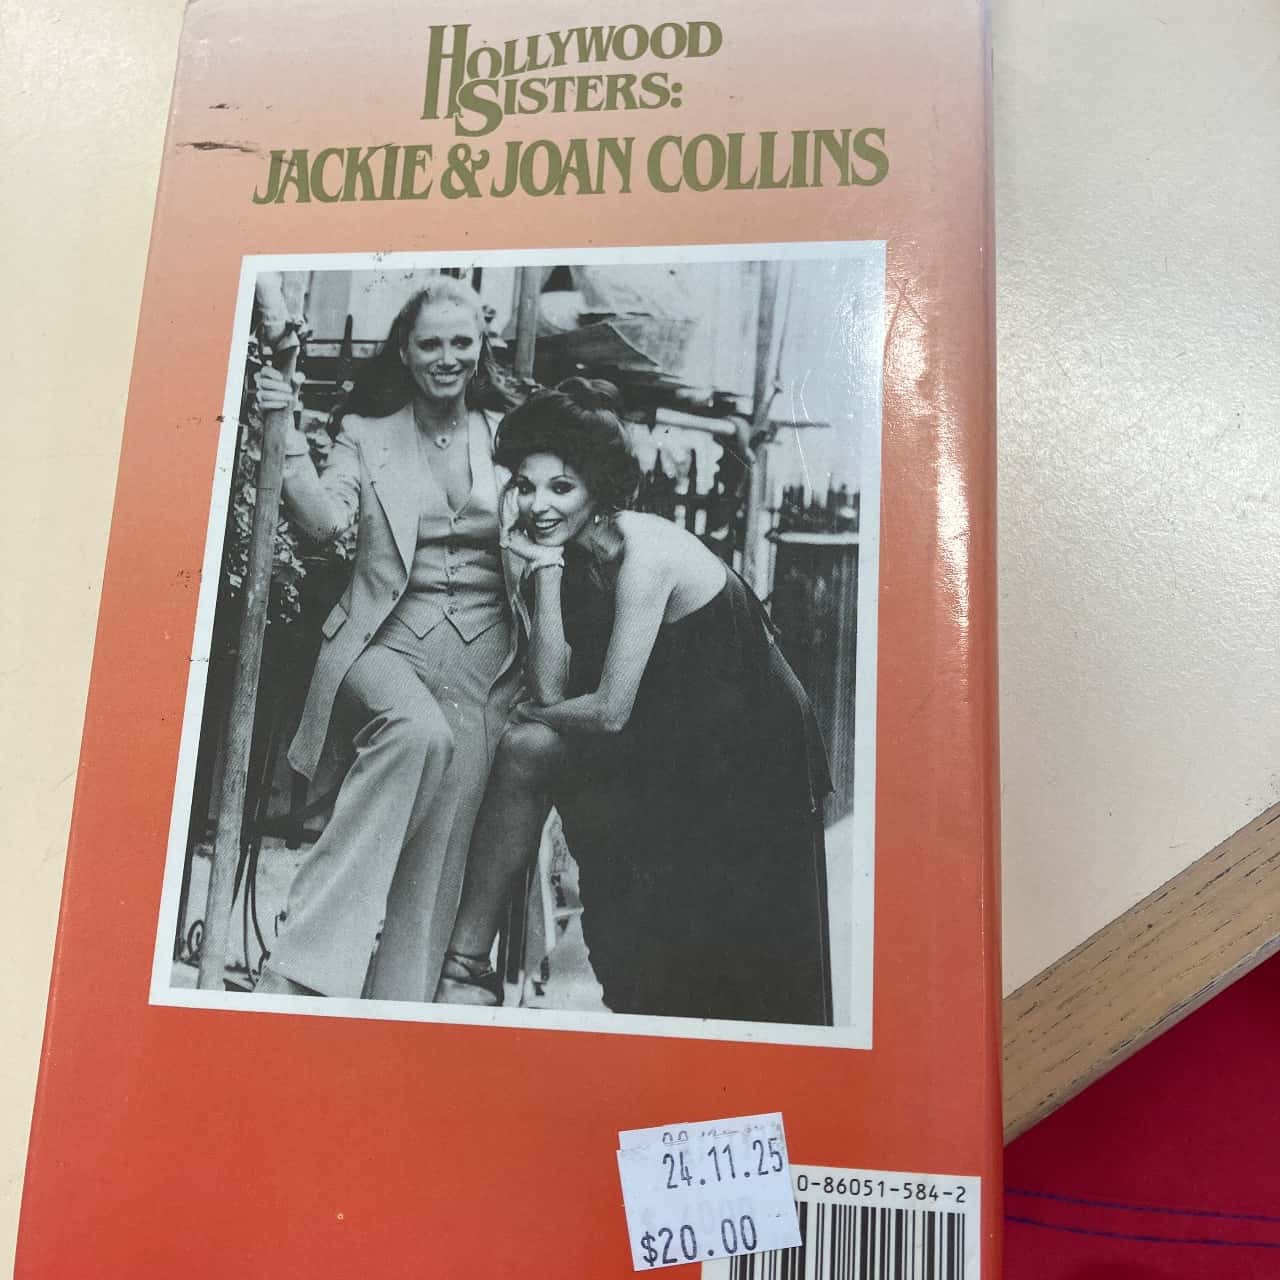 HOLLYWOOD
SISTERS:
JACKIE & JOAN COLLINS
24.11.25
$20.00
0-86051-584-2